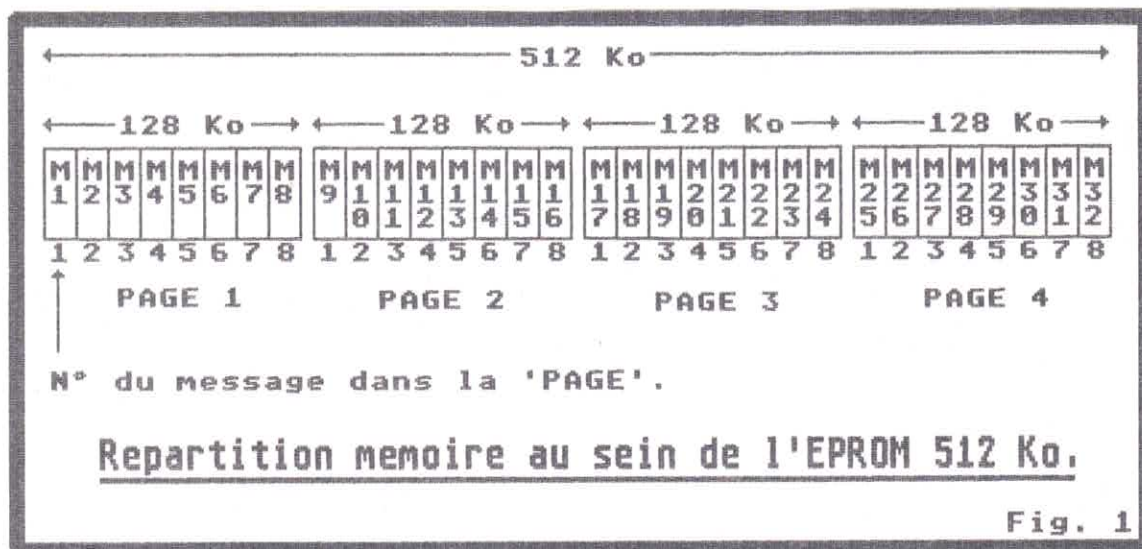 512 Ko
128 Ko 128 Ko 128 Ko 128 Ko
M1 M2 M3 M4 M5 M6 M7 M8 M9 M10 M11 M12 M13 M14 M15 M16 M17 M18 M19 M20 M21 M22 M23 M24 M25 M26 M27 M28 M29 M30 M31 M32
1 2 3 4 5 6 7 8 1 2 3 4 5 6 7 8 1 2 3 4 5 6 7 8 1 2 3 4 5 6 7 8
PAGE 1 PAGE 2 PAGE 3 PAGE 4
N° du message dans la 'PAGE'.
Repartition memoire au sein de l'EPROM 512 Ko.
Fig. 1